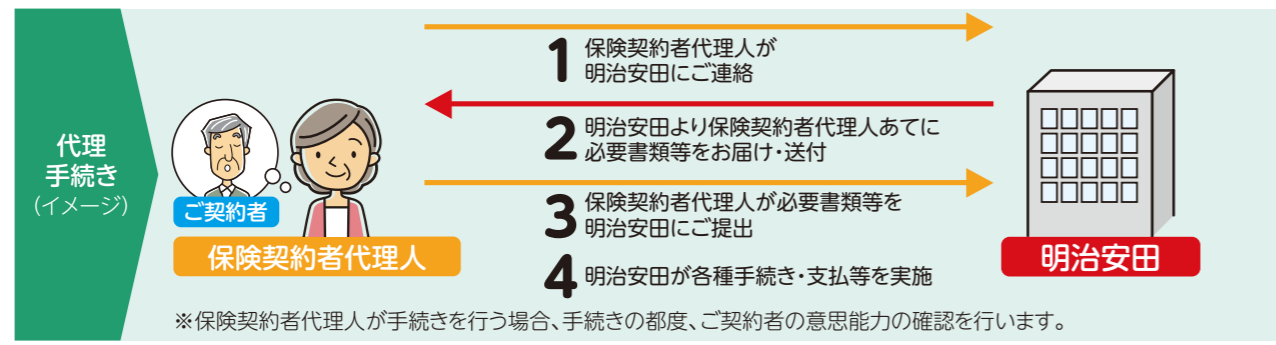 代理
手続き
(イメージ)
ご契約者
保険契約者代理人
1 保険契約者代理人が
明治安田にご連絡
2 明治安田より保険契約者代理人あてに
必要書類等をお届け・送付
3 保険契約者代理人が必要書類等を
明治安田にご提出
4 明治安田が各種手続き・支払等を実施
明治安田
※保険契約者代理人が手続きを行う場合、手続きの都度、ご契約者の意思能力の確認を行います。